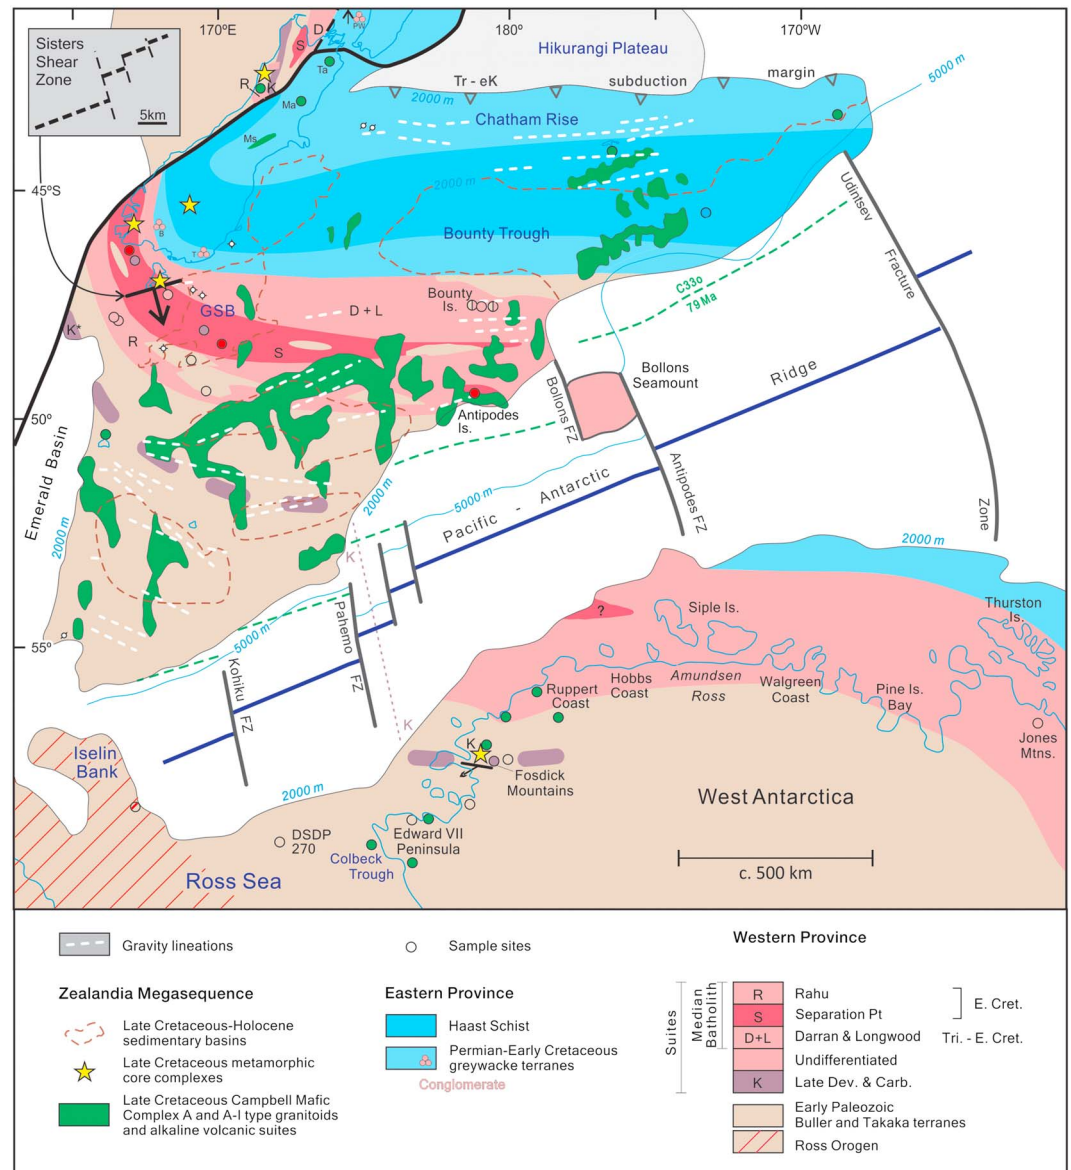 170ºE
180º
170ºW
Sisters
Shear
Zone
5km
D
S
PW
R
K
Ta
Ma
Ms
Hikurangi Plateau
Tr - eK
subduction
margin
2000 m
5000 m
Chatham Rise
45°S
2000 m
Bounty Trough
B
T
Udintsev
Fracture
Zone
C33o
79 Ma
GSB
Bounty
Is.
D + L
K*
R
S
Bollons
Seamount
Ridge
Bollons FZ
Antipodes
Is.
50º
Emerald Basin
2000 m
2000 m
5000 m
Pacific - Antarctic
Antipodes FZ
K
2000 m
?
Siple Is.
Thurston
Is.
55º
5000 m
Pahemo
FZ
Kohiku FZ
K
Hobbs
Coast
Amundsen
Ross
Walgreen
Coast
Pine Is.
Bay
Ruppert
Coast
Jones
Mtns.
Iselin
Bank
K
Fosdick
Mountains
2000 m
West Antarctica
DSDP
270
Edward VII
Peninsula
Colbeck
Trough
Ross Sea
c. 500 km
Gravity lineations
Sample sites
Western Province
Zealandia Megasequence
Late Cretaceous-Holocene
sedimentary basins
Late Cretaceous metamorphic
core complexes
Late Cretaceous Campbell Mafic
Complex A and A-I type granitoids
and alkaline volcanic suites
Eastern Province
Haast Schist
Permian-Early Cretaceous
greywacke terranes
Conglomerate
Suites
Median
Batholith
R Rahu
S Separation Pt
E. Cret.
D+L Darran & Longwood Tri. - E. Cret.
Undifferentiated
K Late Dev. & Carb.
Early Paleozoic
Buller and Takaka terranes
Ross Orogen